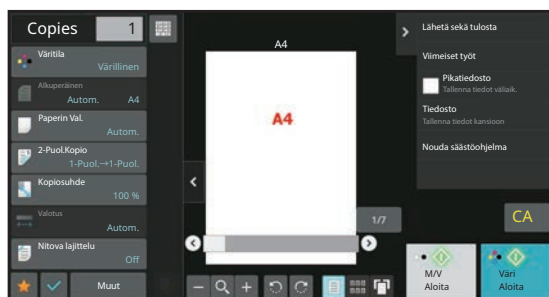 Copies 1
Väritila
Värillinen
Alkuperäinen
Autom. A4
Paperin Val.
Autom.
2-Puol.Kopio
1-Puol.→1-Puol.
Kopiosuhde
100 %
Valotus
Autom.
Nitova lajittelu
Off
Muut
A4
A4
1/7
Lähetä sekä tulosta
Viimeiset työt
Pikatiedosto
Tallenna tiedot väliaik.
Tiedosto
Tallenna tiedot kansioon
Nouda säästöohjelma
CA
M/V
Aloita
Väri
Aloita